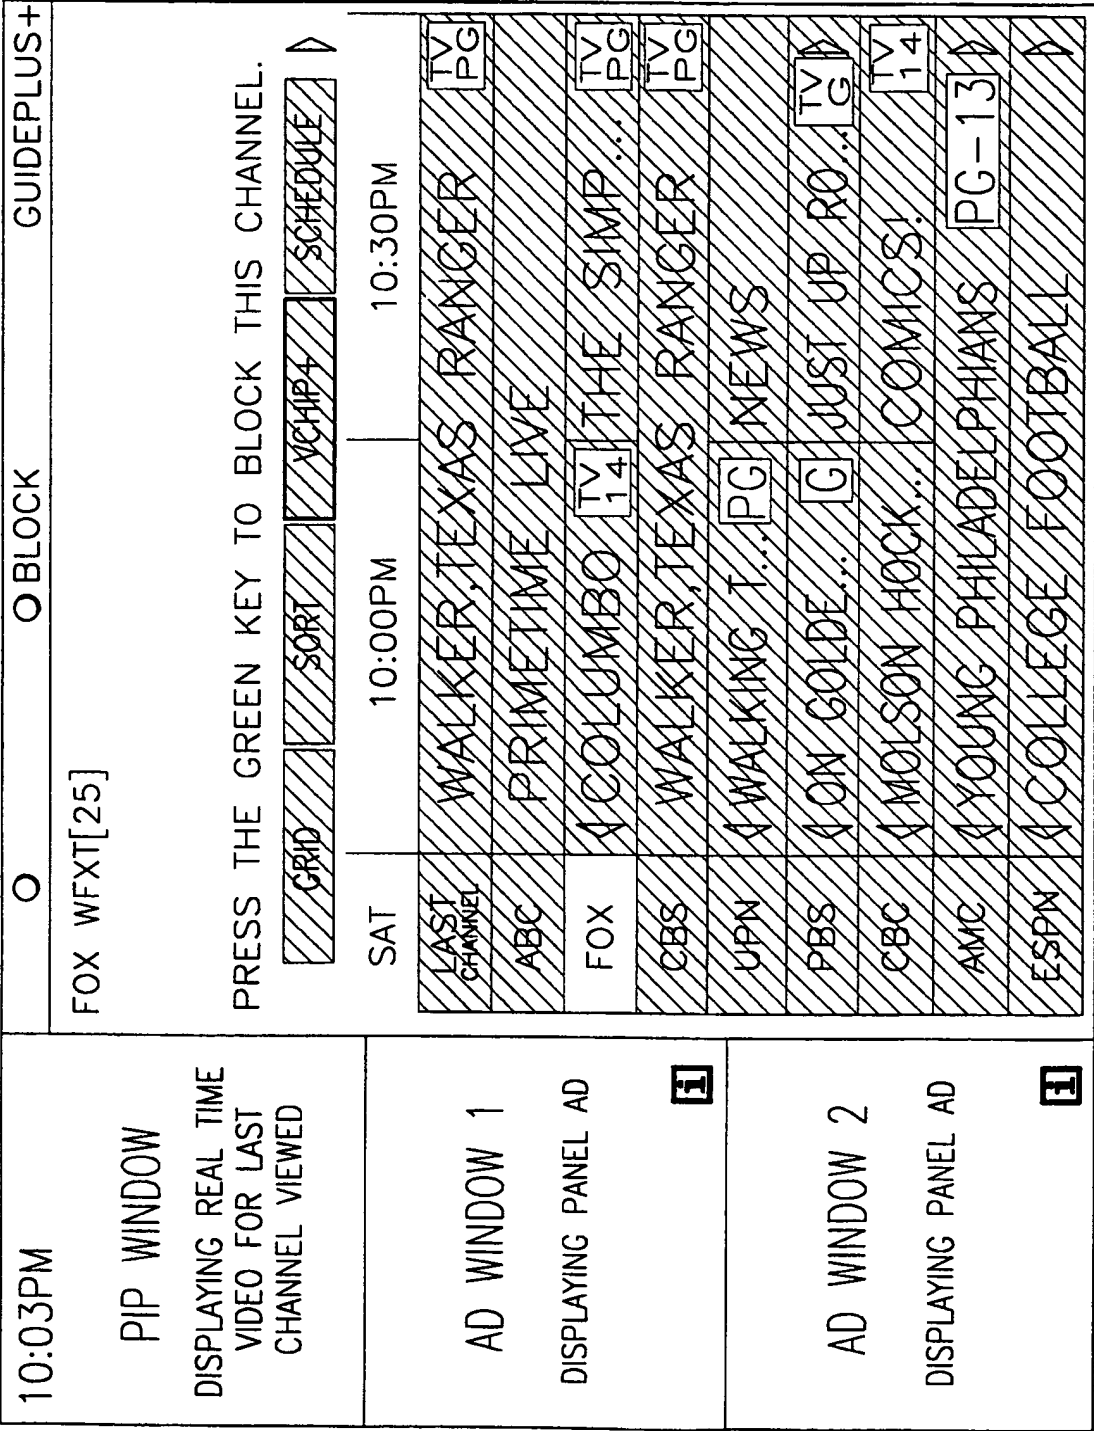 10:03PM
PIP WINDOW
DISPLAYING REAL TIME
VIDEO FOR LAST
CHANNEL VIEWED
AD WINDOW 1
DISPLAYING PANEL AD
i
AD WINDOW 2
DISPLAYING PANEL AD
i
BLOCK GUIDEPLUS+
FOX WFXT[25]
PRESS THE GREEN KEY TO BLOCK THIS CHANNEL.
GRID SORT VCHIP+ SCHEDULE
SAT 10:00PM 10:30PM
LAST CHANNEL WALKER,TEXAS RANGER TV PG
ABC PRIMETIME LIVE
FOX COLUMBO TV 14 THE SIMP... TV PG
CBS WALKER,TEXAS RANGER TV PG
UPN WALKING T... PG NEWS
PBS ON GOLDE... G JUST UP RO... TV G
CBC MOLSON HOCK... COMICS! TV 14
AMC YOUNG PHILADELPHIANS PG-13
ESPN COLLEGE FOOTBALL